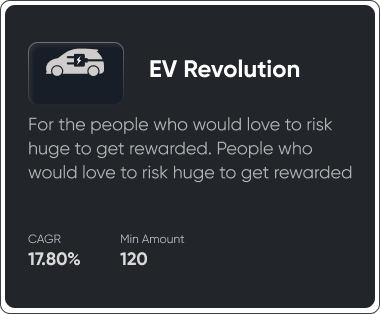 EV Revolution
For the people who would love to risk
huge to get rewarded. People who
would love to risk huge to get rewarded
CAGR
Min Amount
17.80%
120